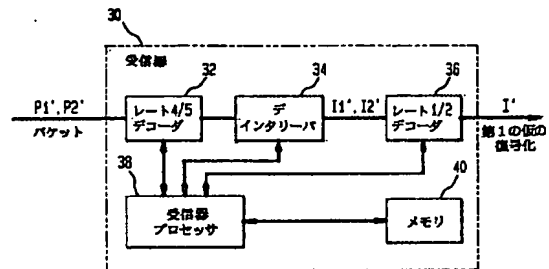 30
受信器
32
34
36
P1', P2'
パケット
レート4/5
デコーダ
デ
インタリーバ
I1', I2'
レート1/2
デコーダ
I'
第1の仮の
復号化
38
受信器
プロセッサ
40
メモリ